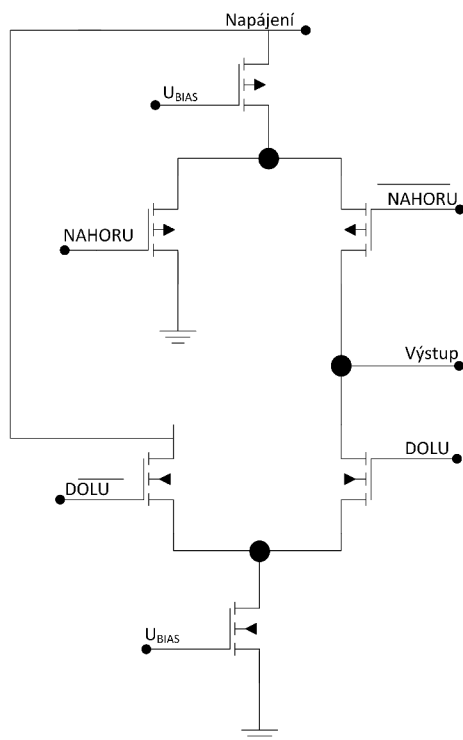 Napájení
UBIAS
NAHORU
NAHORU
Výstup
DOLU
DOLU
UBIAS